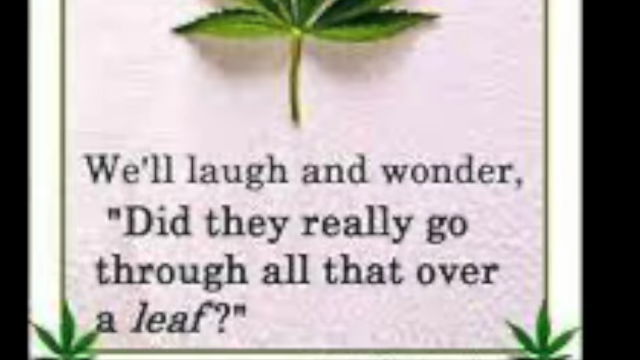 We'll laugh and wonder,
"Did they really go
through all that over
a leaf?"